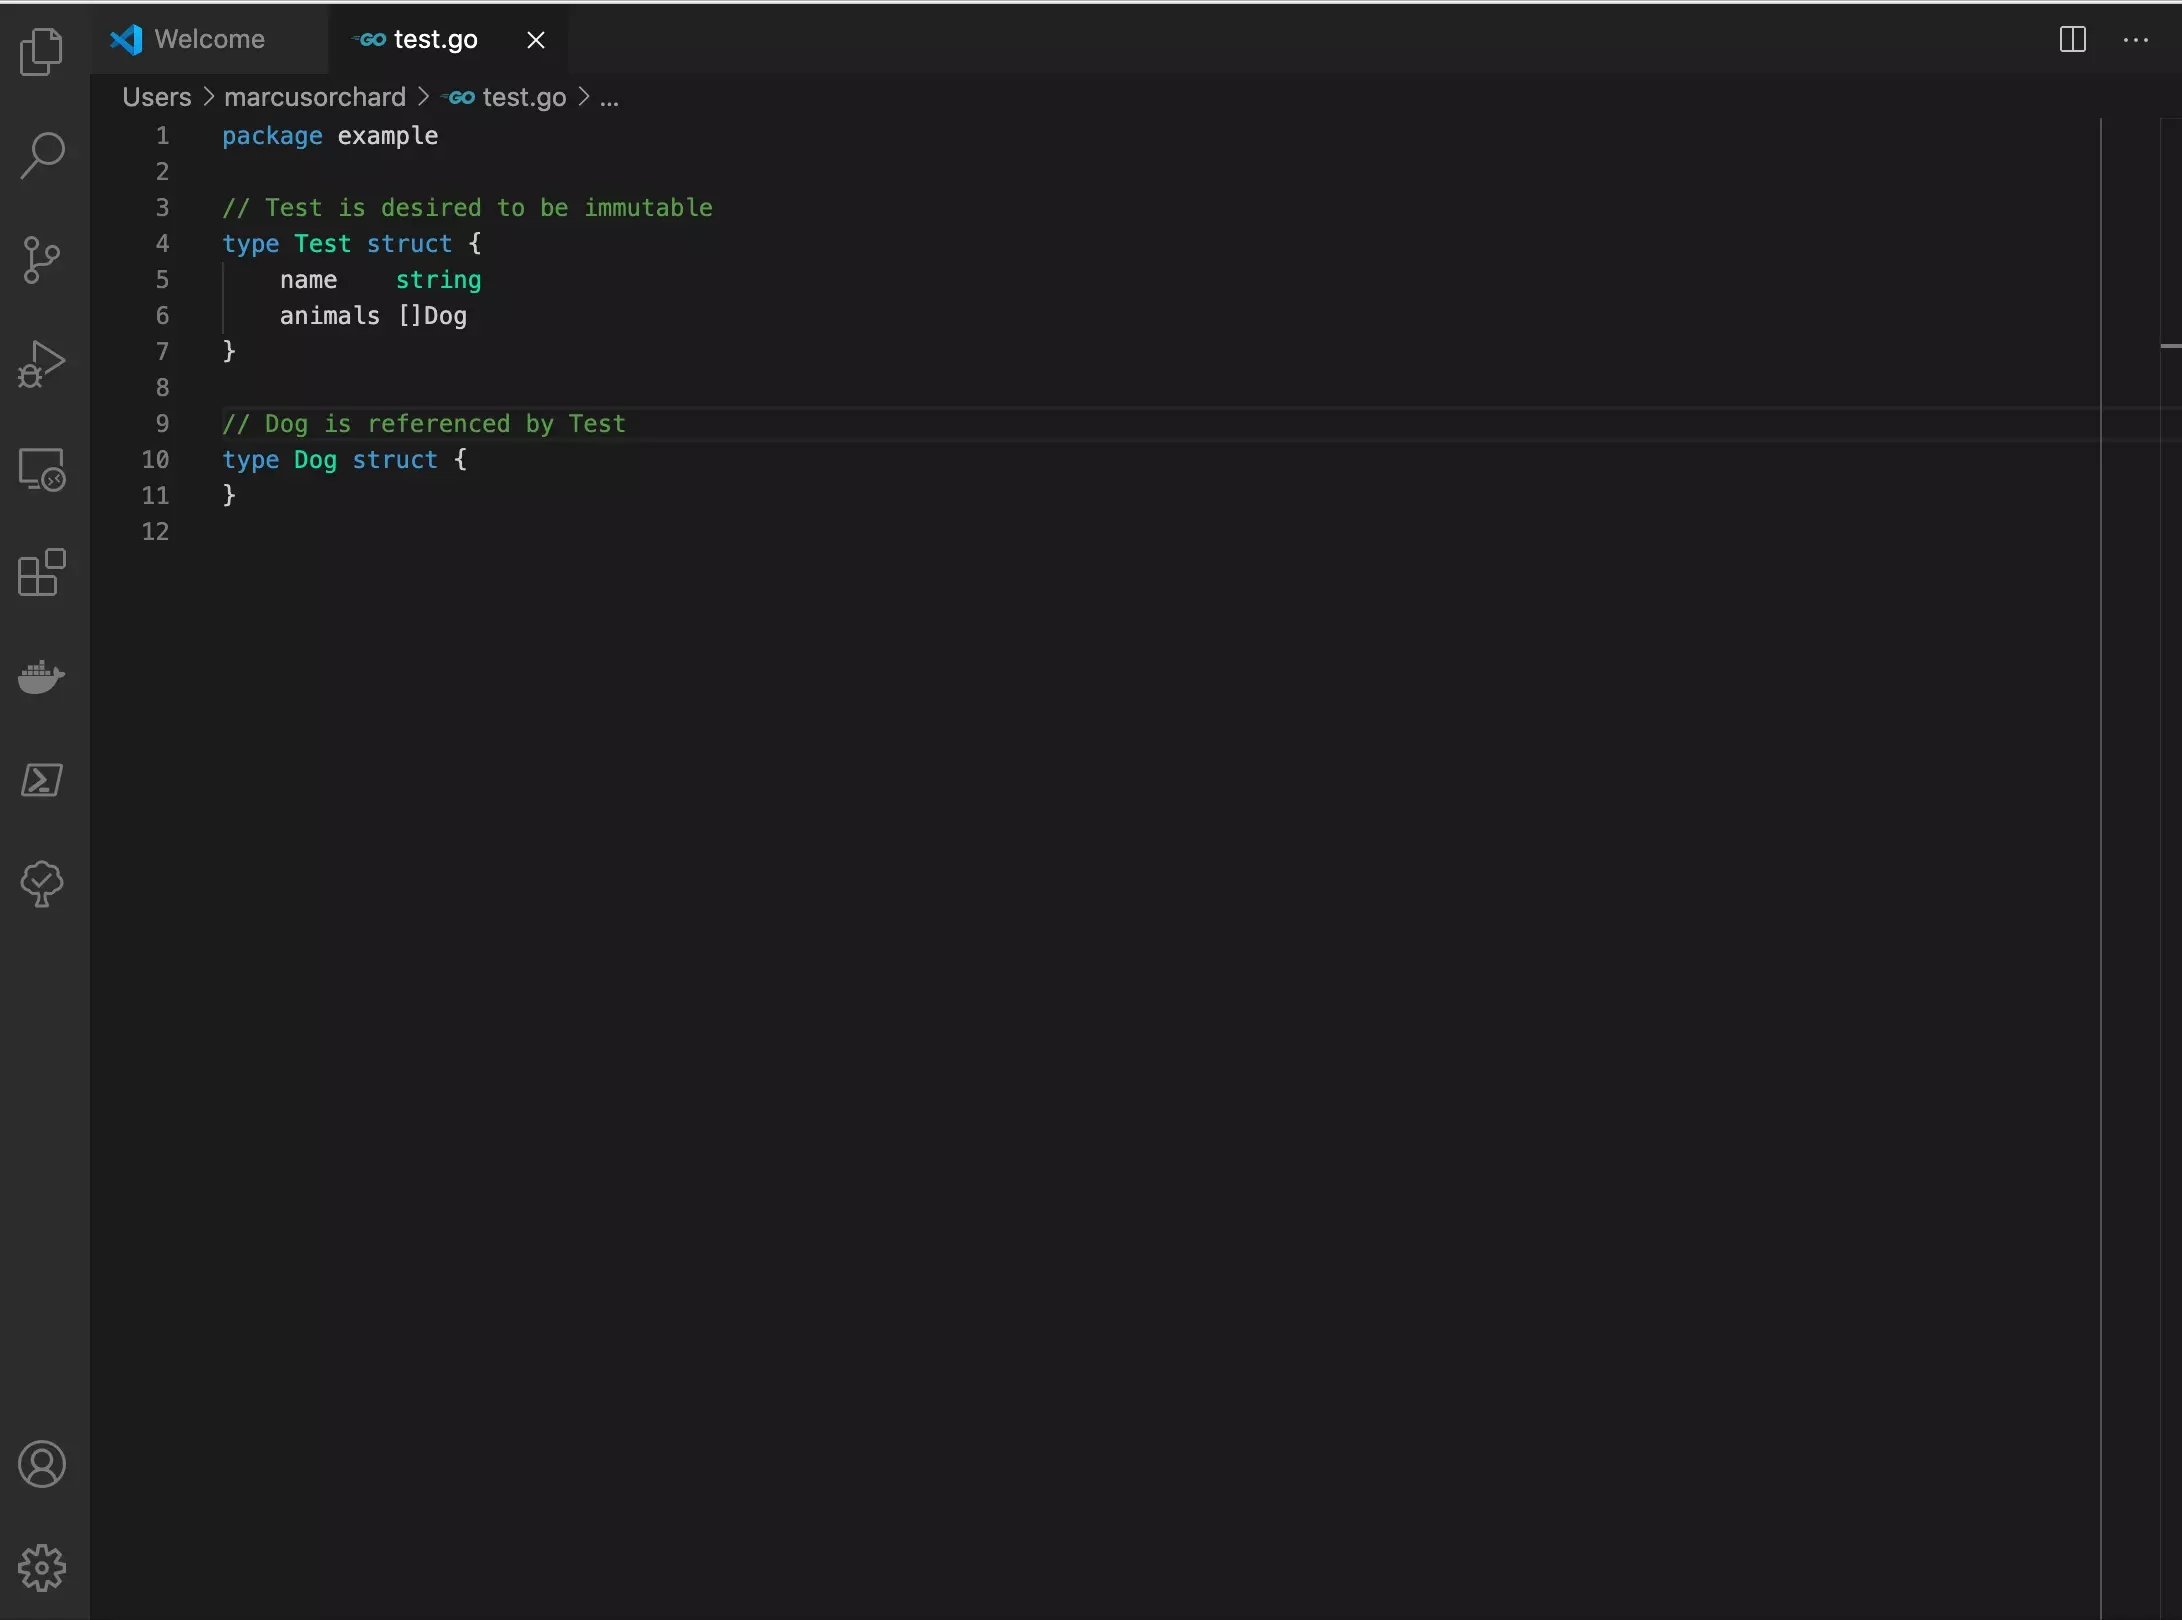 Welcome
GO test.go
Users > marcusorchard > GO test.go > ...
1 package example
2
3 // Test is desired to be immutable
4 type Test struct {
5     name    string
6     animals []Dog
7 }
8
9 // Dog is referenced by Test
10 type Dog struct {
11 }
12